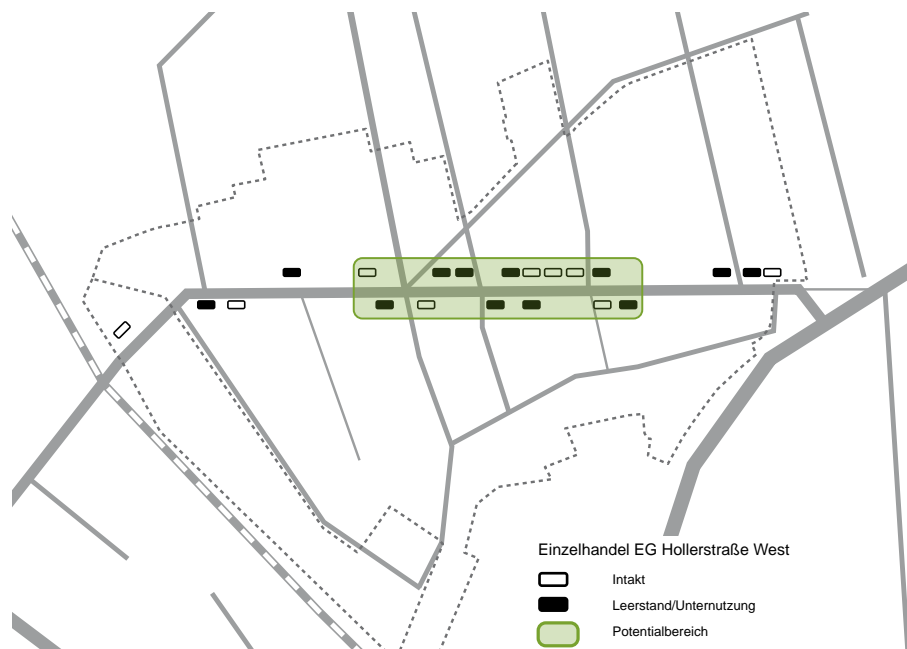 Einzelhandel EG Hollerstraße West
Intakt
Leerstand/Unternutzung
Potentialbereich